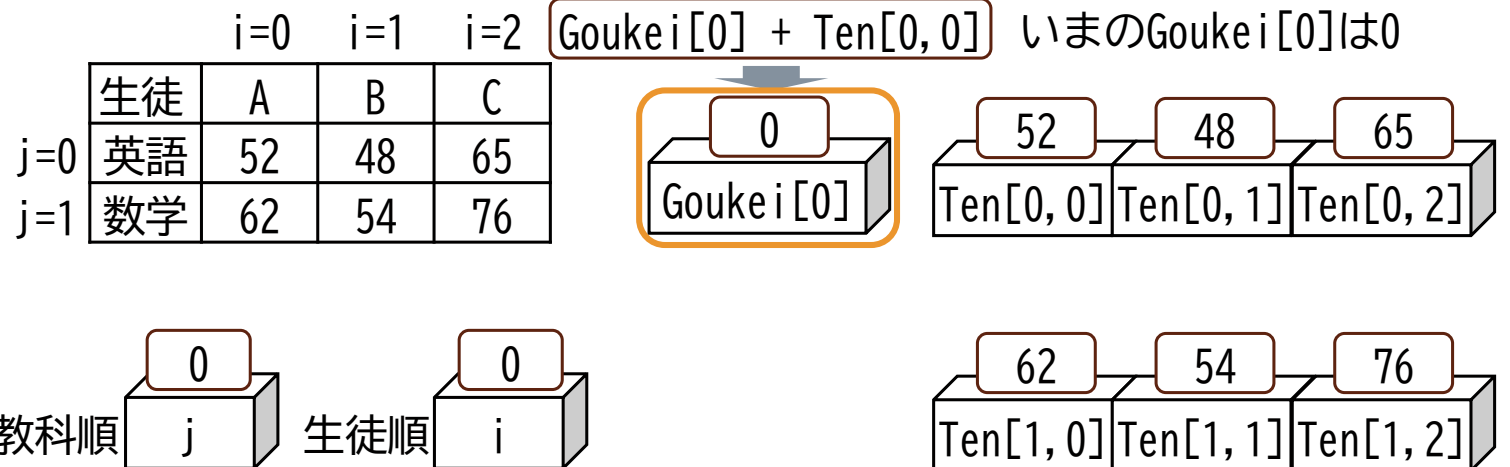 i=0 i=1 i=2 Goukei[0] + Ten[0,0] いまのGoukei[0]は0
生徒 A B C
j=0 英語 52 48 65
j=1 数学 62 54 76
0
Goukei[0]
52 48 65
Ten[0,0] Ten[0,1] Ten[0,2]
0 0
教科順 j 生徒順 i
62 54 76
Ten[1,0] Ten[1,1] Ten[1,2]